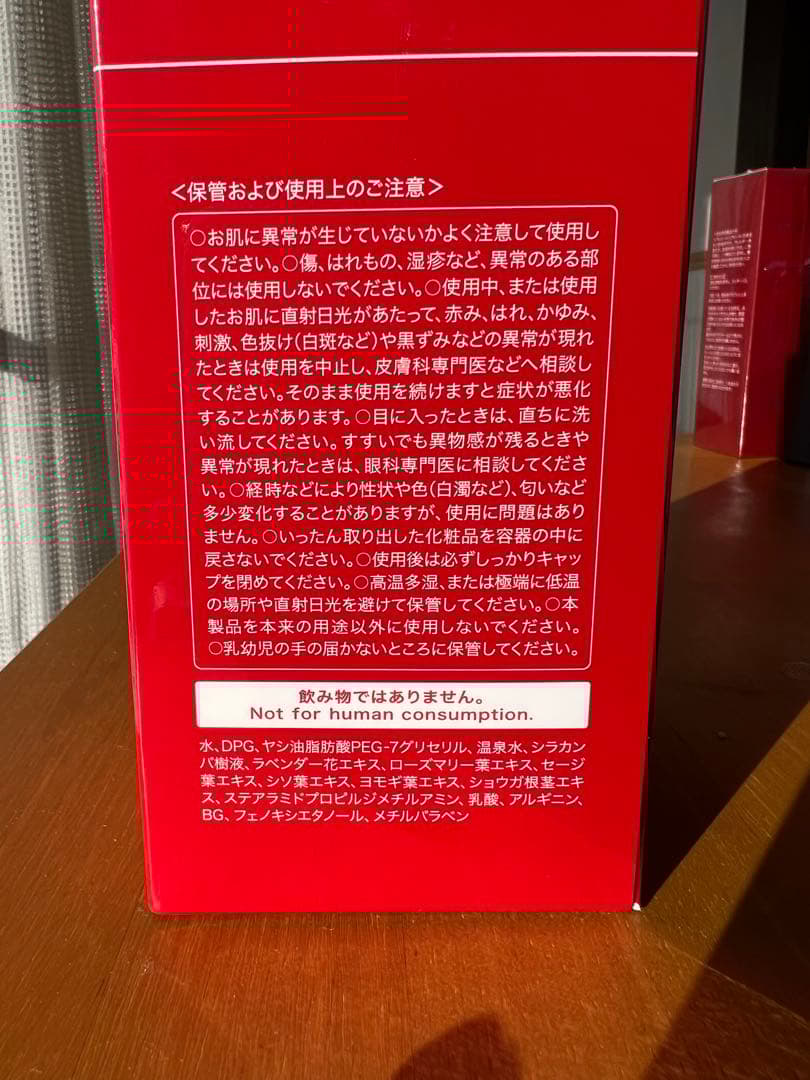 ＜保管および使用上のご注意＞
○お肌に異常が生じていないかよく注意して使用し
てください。○傷、はれもの、湿疹など、異常のある部
位には使用しないでください。○使用中、または使用
したお肌に直射日光があたって、赤み、はれ、かゆみ、
刺激、色抜け（白斑など）や黒ずみなどの異常が現れ
たときは使用を中止し、皮膚科専門医などへ相談し
てください。そのまま使用を続けますと症状が悪化
することがあります。○目に入ったときは、直ちに洗
い流してください。すすいでも異物感が残るときや
異常が現れたときは、眼科専門医に相談してくださ
い。○経時などにより性状や色（白濁など）、匂いなど
多少変化することがありますが、使用に問題はあり
ません。○いったん取り出した化粧品を容器の中に
戻さないでください。○使用後は必ずしっかりキャッ
プを閉めてください。○高温多湿、または極端に低温
の場所や直射日光を避けて保管してください。○本
製品を本来の用途以外に使用しないでください。
○乳幼児の手の届かないところに保管してください。
飲み物ではありません。
Not for human consumption.
水、DPG、ヤシ油脂肪酸PEG-7グリセリル、温泉水、シラカン
バ樹液、ラベンダー花エキス、ローズマリー葉エキス、セージ
葉エキス、シソ葉エキス、ヨモギ葉エキス、ショウガ根茎エキ
ス、ステアラミドプロピルジメチルアミン、乳酸、アルギニン、
BG、フェノキシエタノール、メチルパラベン